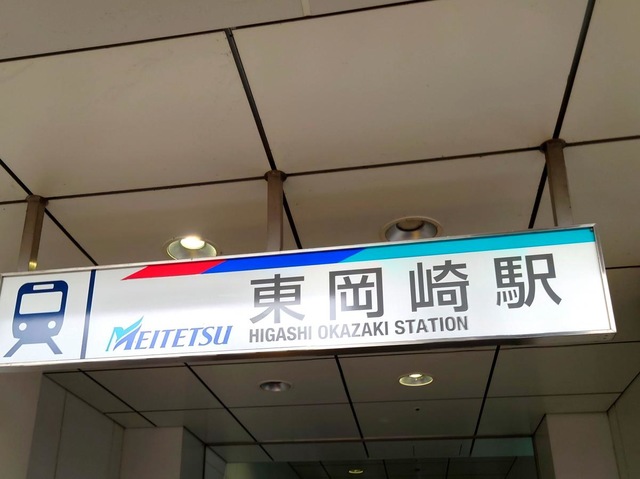 MEITETSU
東岡崎駅
HIGASHI OKAZAKI STATION